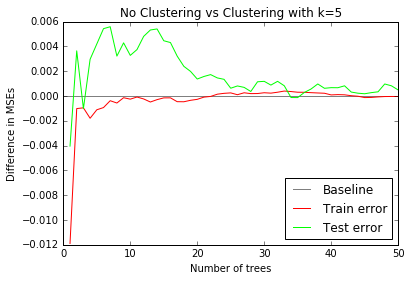 No Clustering vs Clustering with k=5
Difference in MSEs
0.006
0.004
0.002
0.000
−0.002
−0.004
−0.006
−0.008
−0.010
−0.012
Baseline
Train error
Test error
0 10 20 30 40 50
Number of trees